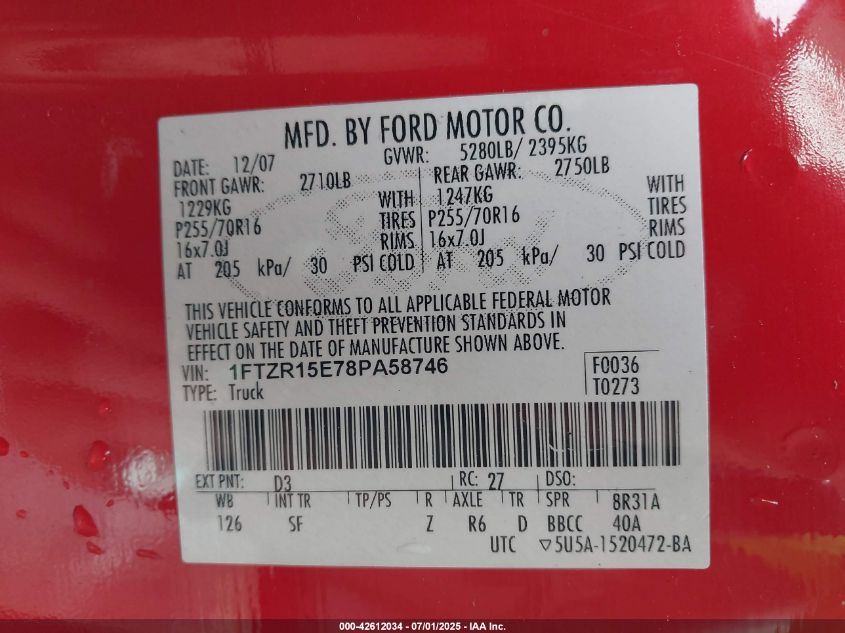 MFD. BY FORD MOTOR CO.
DATE: 12/07 GVWR: 5280LB/ 2395KG
FRONT GAWR: 2710LB REAR GAWR: 2750LB
1229KG WITH 1247KG WITH
P255/70R16 TIRES P255/70R16 TIRES
16x7.0J RIMS 16x7.0J RIMS
AT 205 kPa/ 30 PSI COLD AT 205 kPa/ 30 PSI COLD
THIS VEHICLE CONFORMS TO ALL APPLICABLE FEDERAL MOTOR
VEHICLE SAFETY AND THEFT PREVENTION STANDARDS IN
EFFECT ON THE DATE OF MANUFACTURE SHOWN ABOVE.
VIN: 1FTZR15E78PA58746 F0036
TYPE: Truck T0273
EXT PNT: D3 RC: 27 DSO:
WB INT TR TP/PS R AXLE TR SPR 8R31A
126 SF Z R6 D BBCC 40A
UTC ▽5U5A-1520472-BA
000-42612034 - 07/01/2025 - IAA Inc.